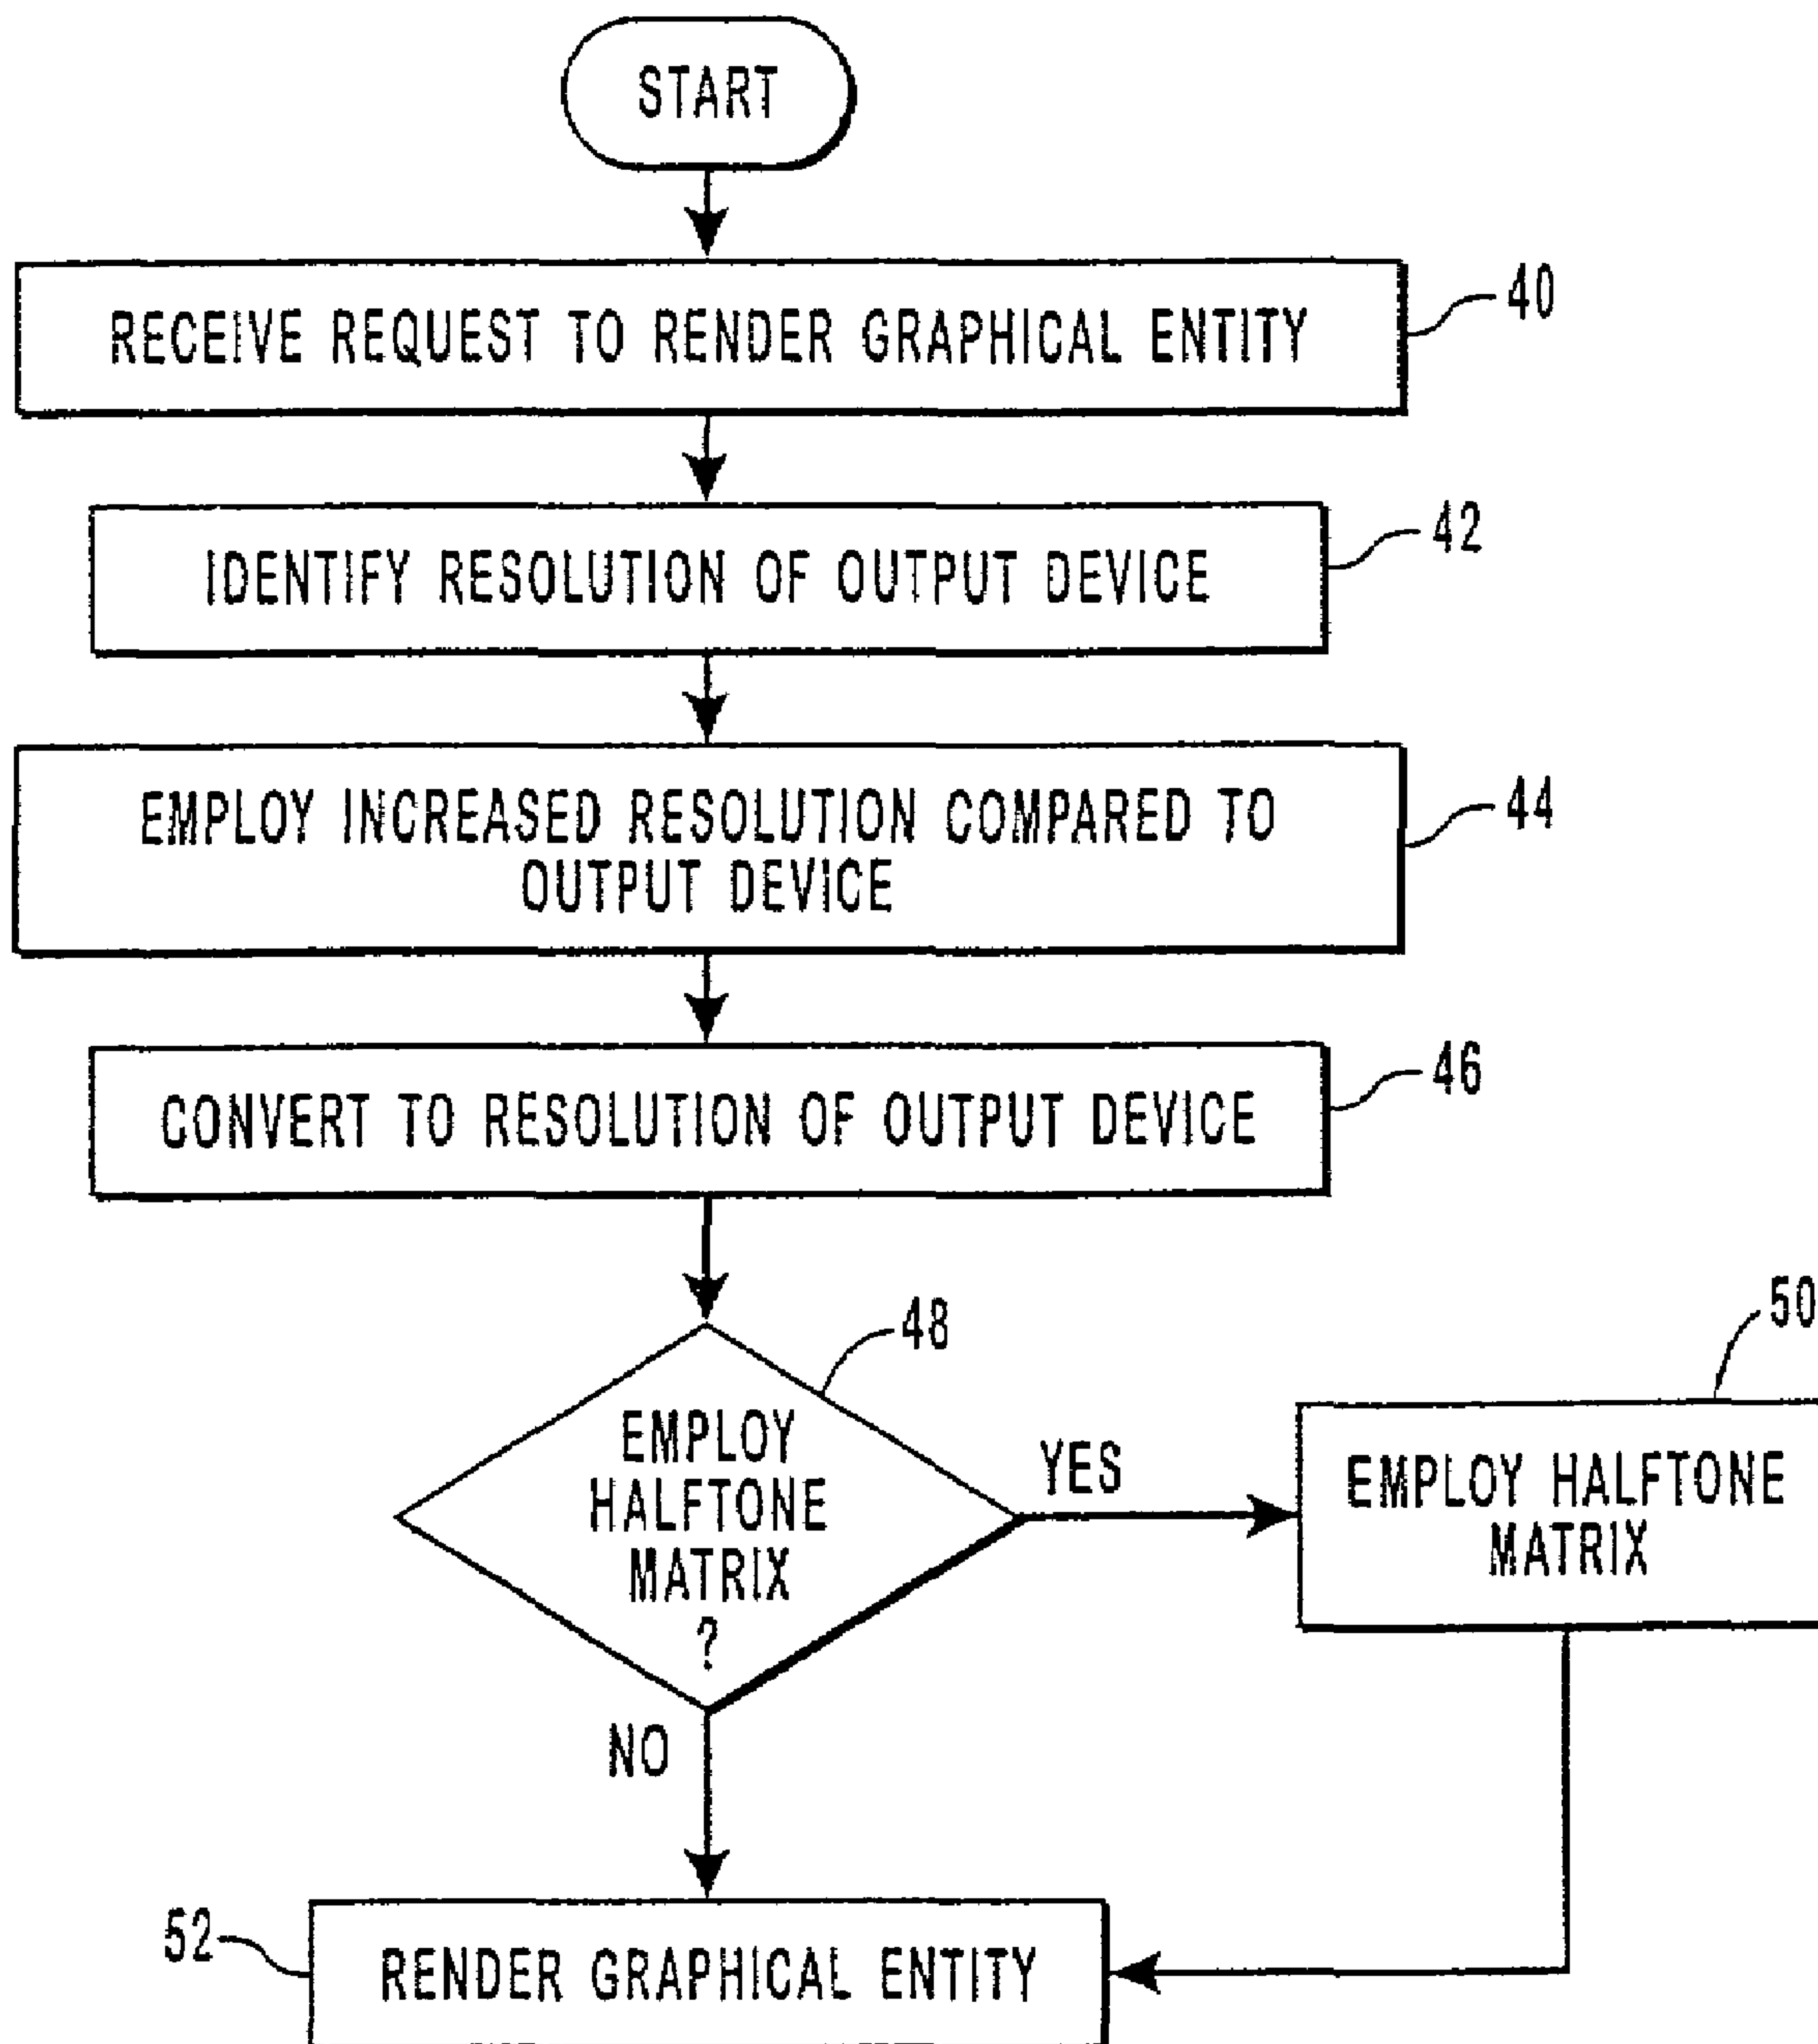 START
RECEIVE REQUEST TO RENDER GRAPHICAL ENTITY
40
IDENTIFY RESOLUTION OF OUTPUT DEVICE
42
EMPLOY INCREASED RESOLUTION COMPARED TO
OUTPUT DEVICE
44
CONVERT TO RESOLUTION OF OUTPUT DEVICE
46
48
EMPLOY
HALFTONE
MATRIX
?
YES
50
EMPLOY HALFTONE
MATRIX
NO
52
RENDER GRAPHICAL ENTITY